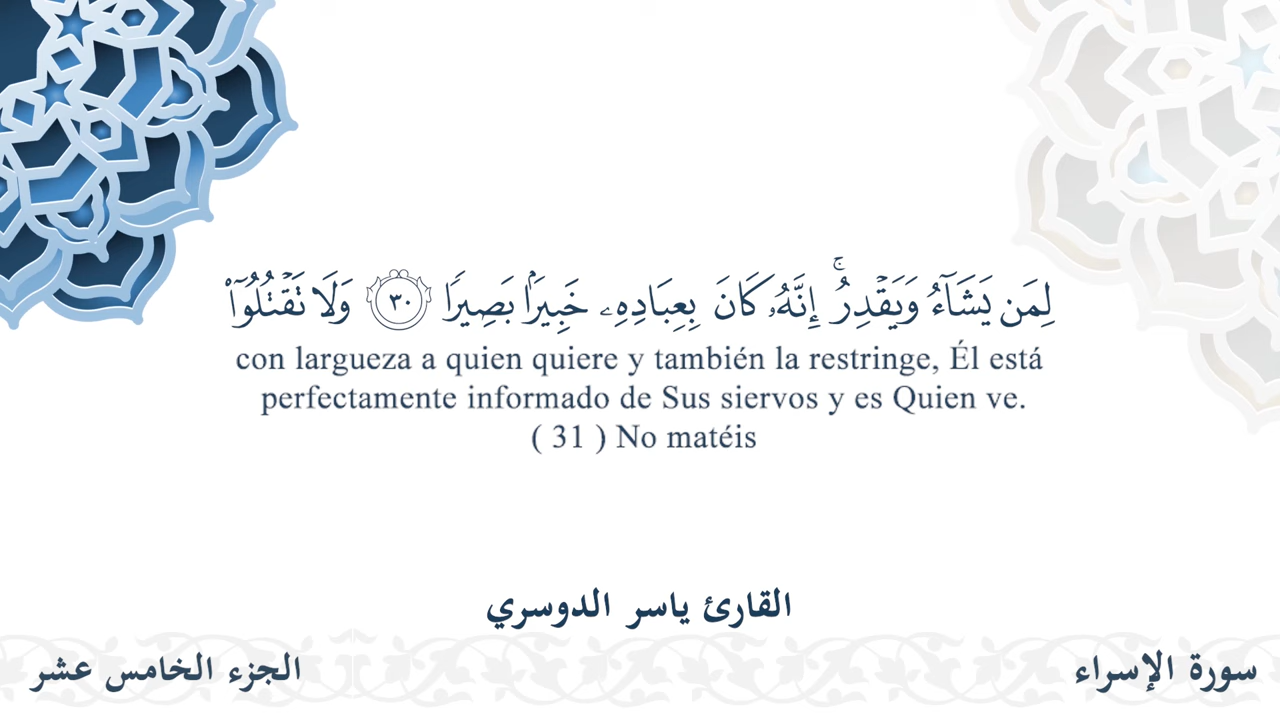 لِمَن يَشَآءُ وَيَقْدِرُ ۚ إِنَّهُۥ كَانَ بِعِبَادِهِۦ خَبِيرًۢا بَصِيرًا ٣٠ وَلَا تَقْتُلُوٓا۟
con largueza a quien quiere y también la restringe, Él está
perfectamente informado de Sus siervos y es Quien ve.
( 31 ) No matéis
القارئ ياسر الدوسري
سورة الإسراء
الجزء الخامس عشر